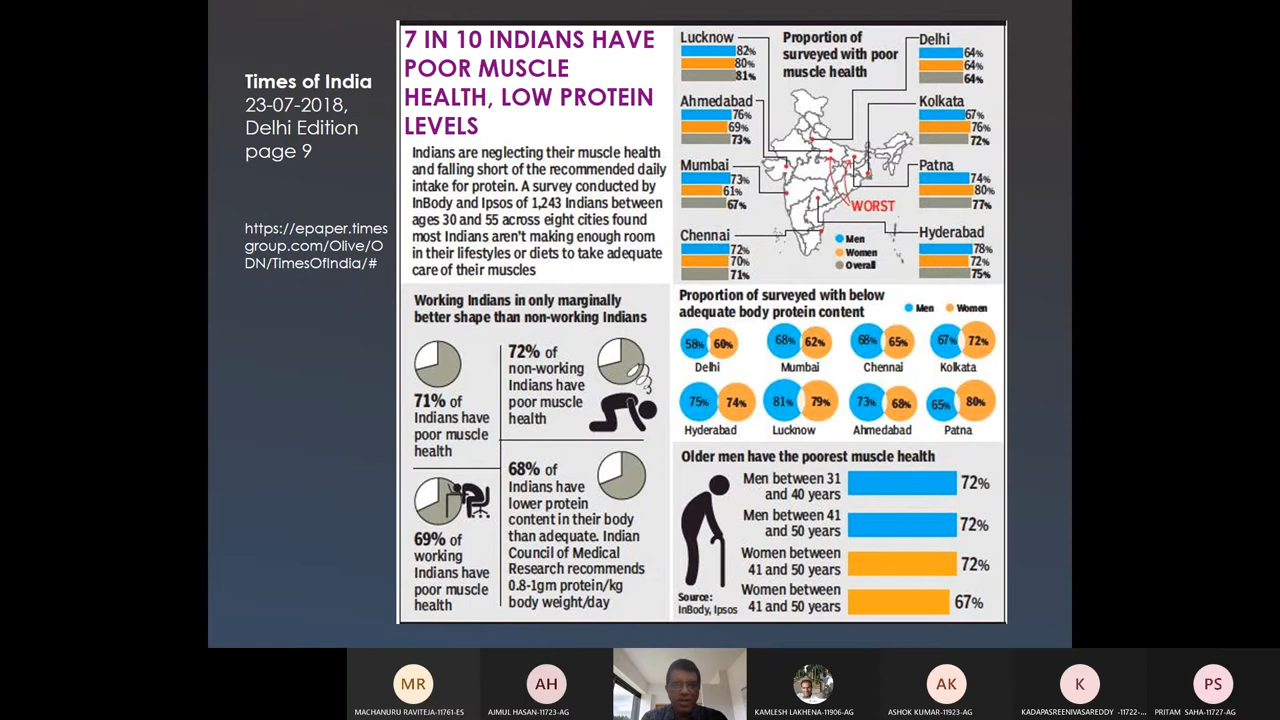 Times of India
23-07-2018,
Delhi Edition
page 9
https://epaper.times
group.com/Olive/O
DN/TimesOfIndia/#
7 IN 10 INDIANS HAVE
POOR MUSCLE
HEALTH, LOW PROTEIN
LEVELS
Indians are neglecting their muscle health
and falling short of the recommended daily
intake for protein. A survey conducted by
InBody and Ipsos of 1,243 Indians between
ages 30 and 55 across eight cities found
most Indians aren't making enough room
in their lifestyles or diets to take adequate
care of their muscles
Proportion of
surveyed with poor
muscle health
Lucknow
82%
80%
81%
Ahmedabad
76%
69%
73%
Mumbai
73%
61%
67%
Chennai
72%
70%
71%
Delhi
64%
64%
64%
Kolkata
67%
76%
72%
Patna
74%
80%
77%
Hyderabad
78%
72%
75%
WORST
Men
Women
Overall
Working Indians in only marginally
better shape than non-working Indians
71% of
Indians have
poor muscle
health
72% of
non-working
Indians have
poor muscle
health
69% of
working
Indians have
poor muscle
health
68% of
Indians have
lower protein
content in their body
than adequate. Indian
Council of Medical
Research recommends
0.8-1gm protein/kg
body weight/day
Proportion of surveyed with below
adequate body protein content
Men Women
58% 60%
Delhi
68% 62%
Mumbai
68% 65%
Chennai
67% 72%
Kolkata
75% 74%
Hyderabad
81% 79%
Lucknow
73% 68%
Ahmedabad
65% 80%
Patna
Older men have the poorest muscle health
Men between 31
and 40 years
72%
Men between 41
and 50 years
72%
Women between
41 and 50 years
72%
Women between
41 and 50 years
67%
Source:
InBody, Ipsos
MR
MACHANURU RAVITEJA-11761-ES
AH
AJMUL HASAN-11723-AG
KAMLESH LAKHENA-11906-AG
AK
ASHOK KUMAR-11923-AG
K
KADAPASREENIVASAREDDY -11722-...
PS
PRITAM SAHA-11727-AG